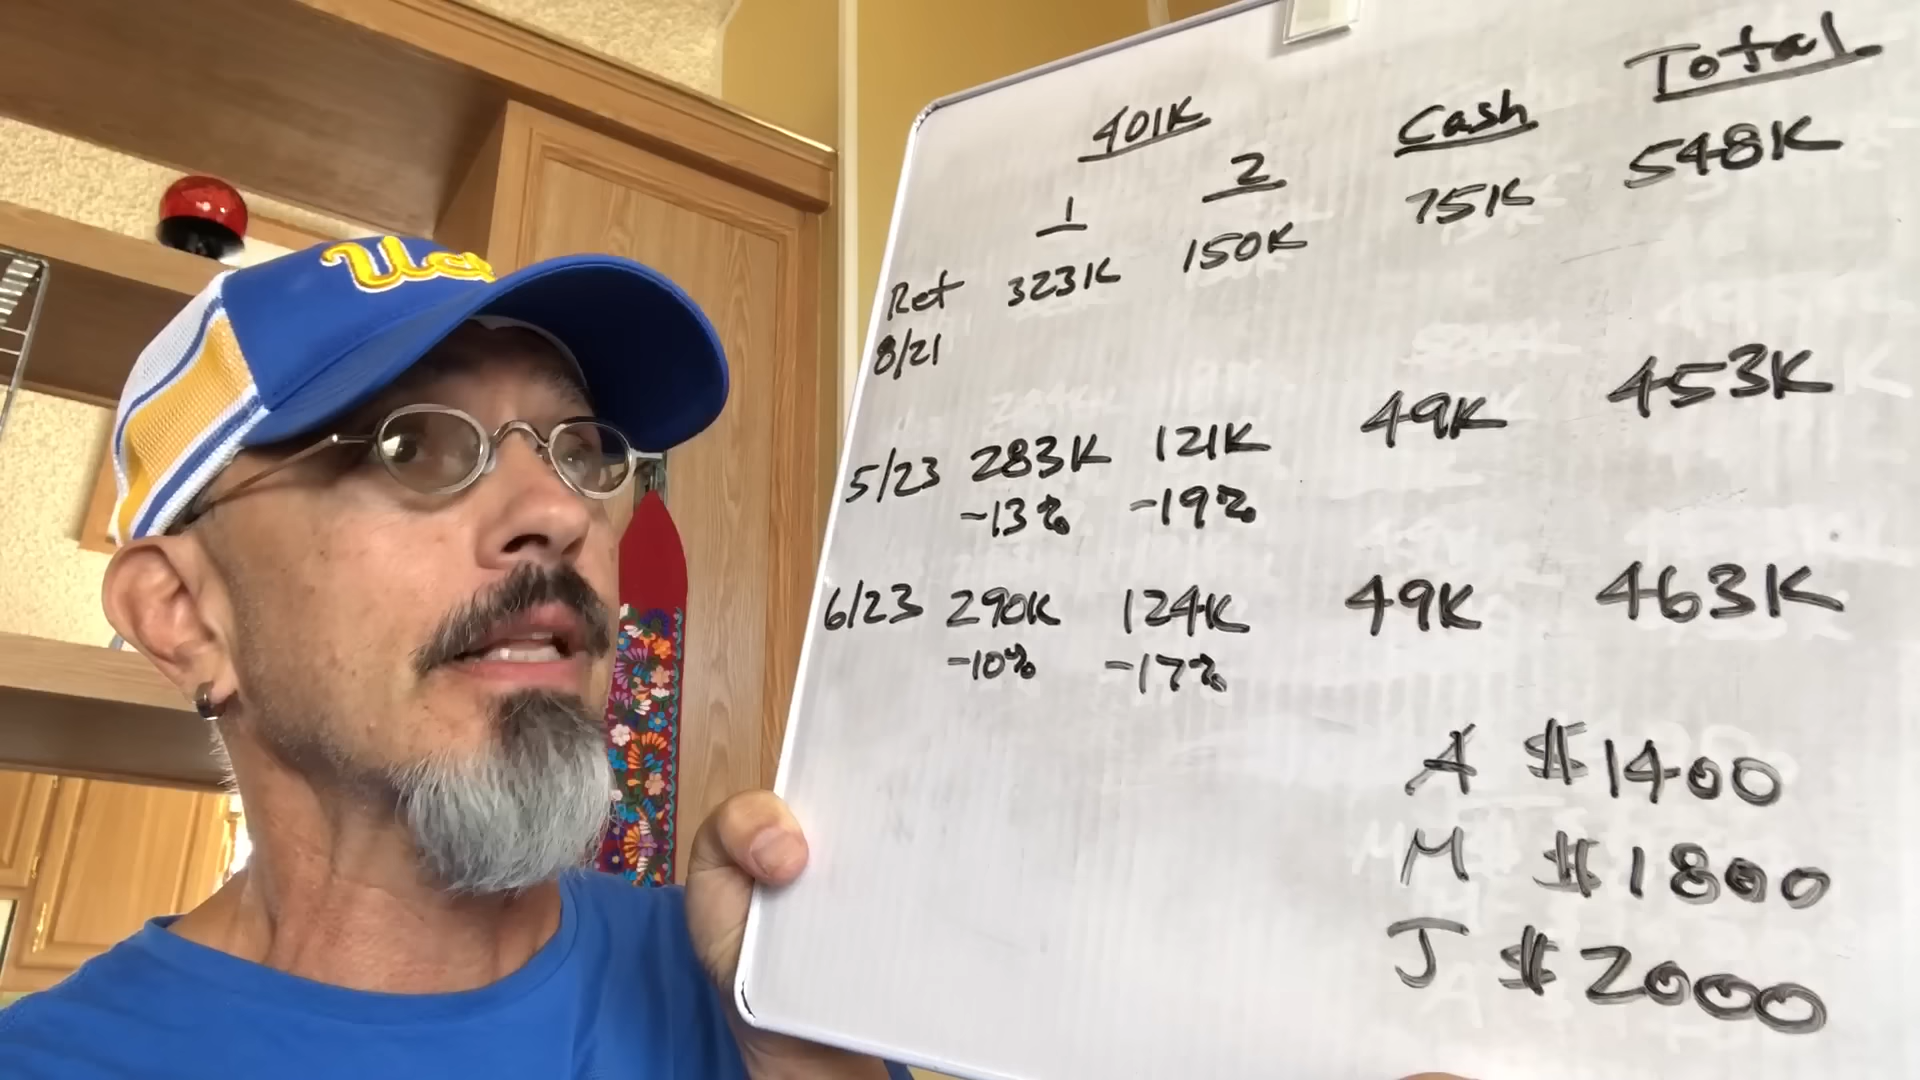 UC
401K Cash Total
1 2
Ret 323K 150K 75K 548K
8/21
5/23 283K 121K 49K 453K
-13% -19%
6/23 290K 124K 49K 463K
-10% -17%
A $1400
M $1800
J $2000